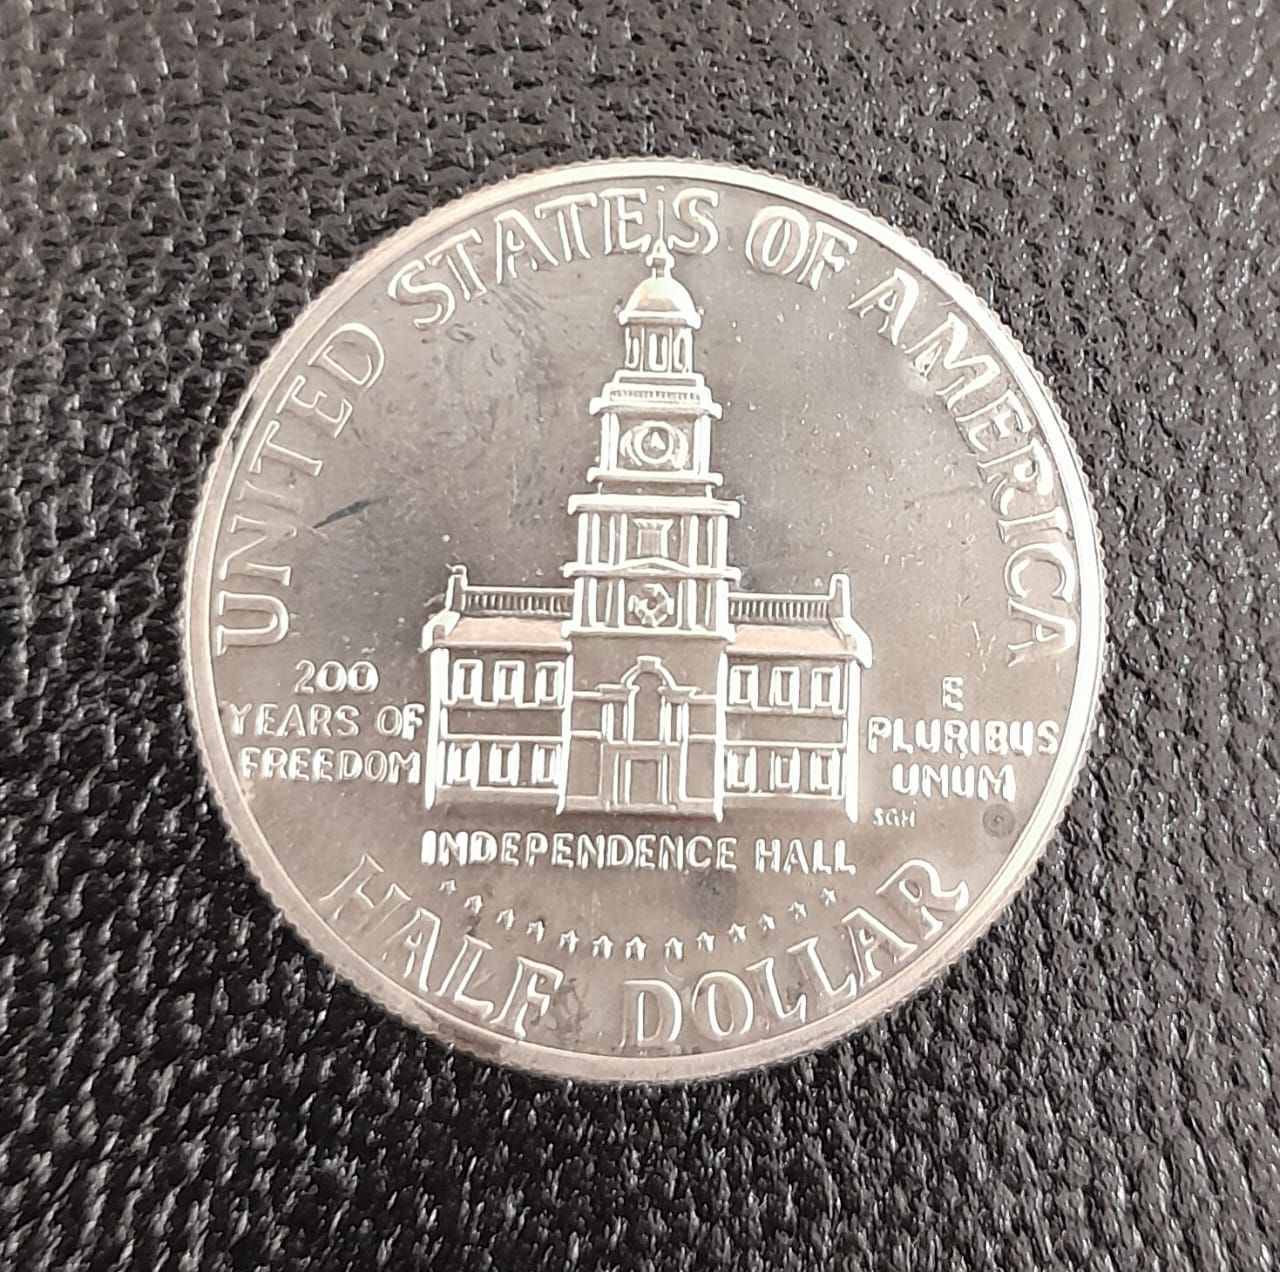 UNITED STATES OF AMERICA
200
YEARS OF
FREEDOM
E
PLURIBUS
UNUM
SGH
INDEPENDENCE HALL
HALF DOLLAR